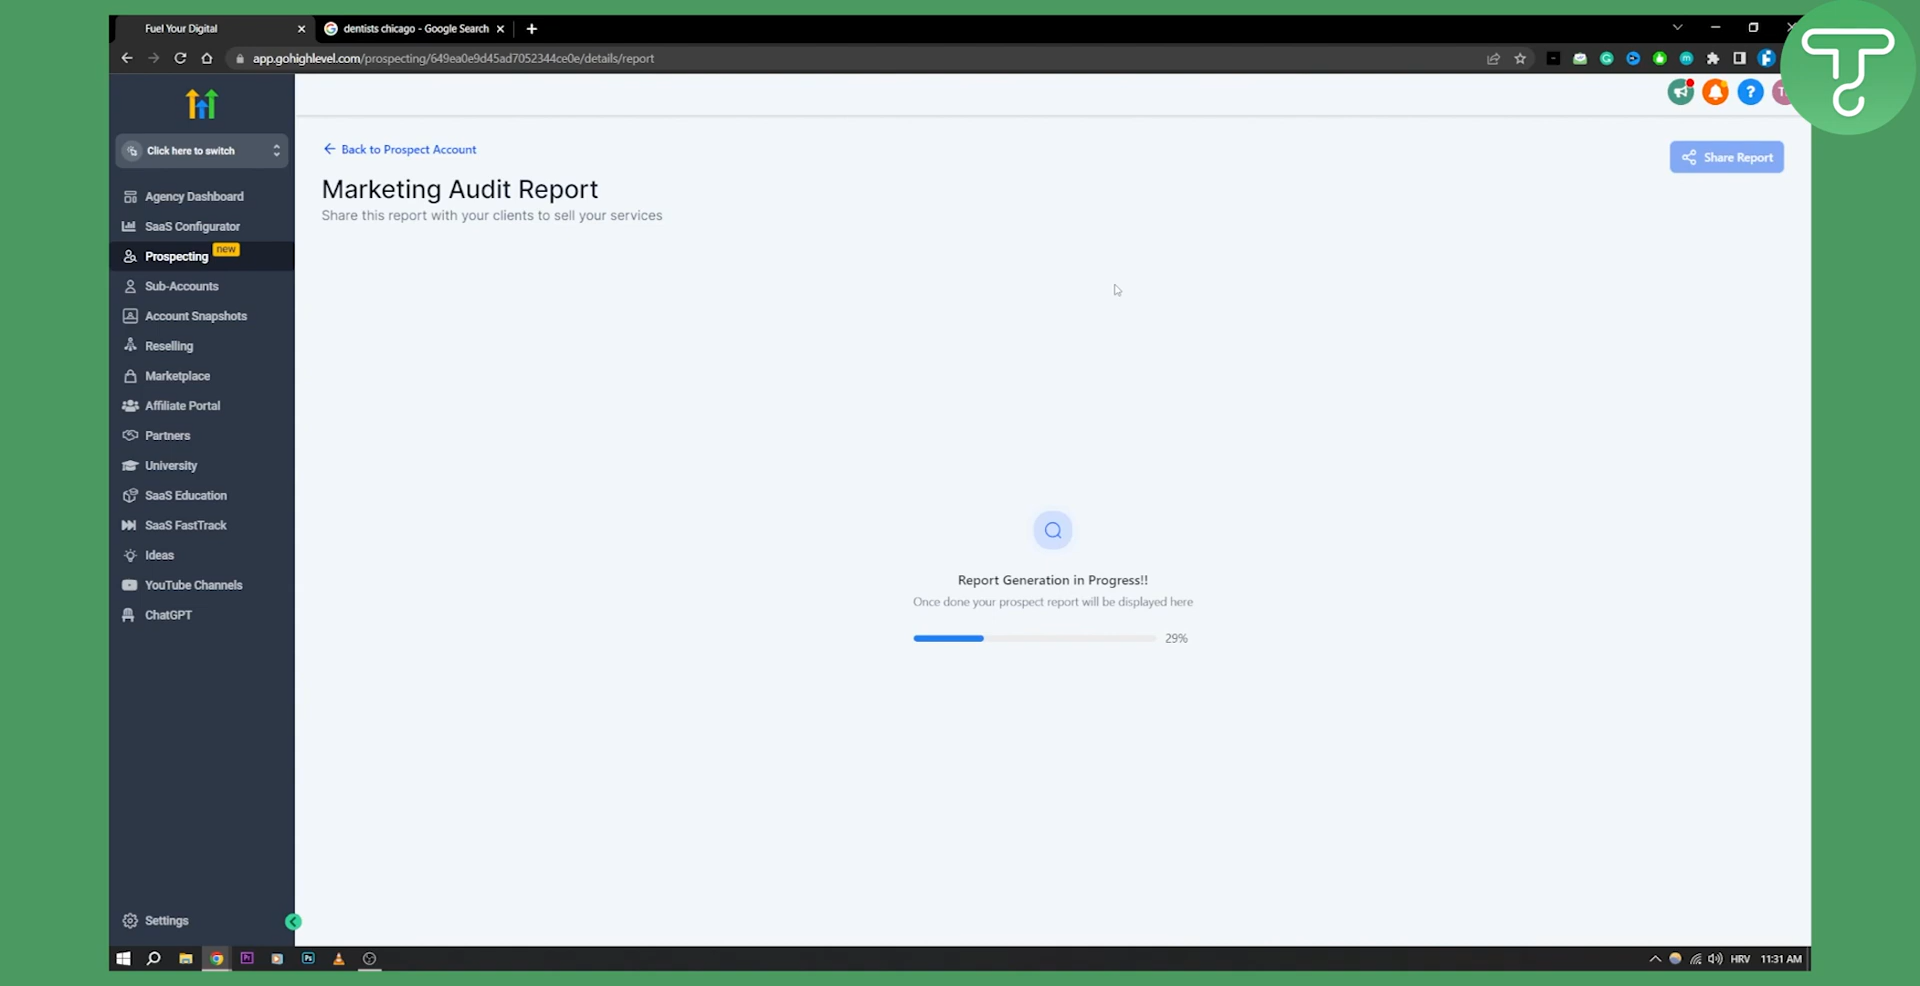 Fuel Your Digital
dentists chicago - Google Search
app.gohighlevel.com/prospecting/649ea0e9d45ad7052344ce0e/details/report
Click here to switch
Agency Dashboard
SaaS Configurator
Prospecting new
Sub-Accounts
Account Snapshots
Reselling
Marketplace
Affiliate Portal
Partners
University
SaaS Education
SaaS FastTrack
Ideas
YouTube Channels
ChatGPT
Settings
Back to Prospect Account
Share Report
Marketing Audit Report
Share this report with your clients to sell your services
Report Generation in Progress!!
Once done your prospect report will be displayed here
29%
Pr
Ps
HRV
11:31 AM